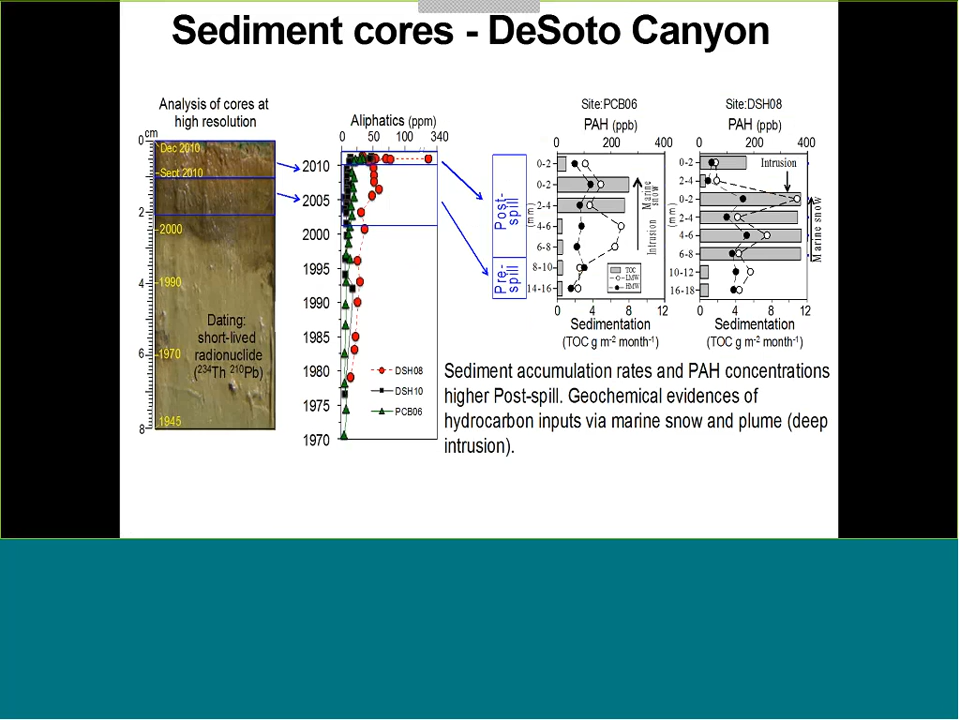 Sediment cores - DeSoto Canyon
Analysis of cores at
high resolution
cm
0
2
4
6
8
Dec 2010
Sept 2010
2000
1990
1970
1945
Dating:
short-lived
radionuclide
(²³⁴Th ²¹⁰Pb)
Aliphatics (ppm)
0 50 100 340
2010
2005
2000
1995
1990
1985
1980
1975
1970
DSH08
DSH10
PCB06
Post-
spill
Pre-
spill
Site:PCB06
PAH (ppb)
0 200 400
(mm)
0-2
0-2
2-4
4-6
6-8
8-10
14-16
Marine
snow
Intrusion
TOC
LMW
HMW
0 4 8 12
Sedimentation
(TOC g m⁻² month⁻¹)
Site:DSH08
PAH (ppb)
0 200 400
(mm)
0-2
2-4
0-2
2-4
4-6
6-8
10-12
16-18
Intrusion
Marine snow
0 4 8 12
Sedimentation
(TOC g m⁻² month⁻¹)
Sediment accumulation rates and PAH concentrations
higher Post-spill. Geochemical evidences of
hydrocarbon inputs via marine snow and plume (deep
intrusion).